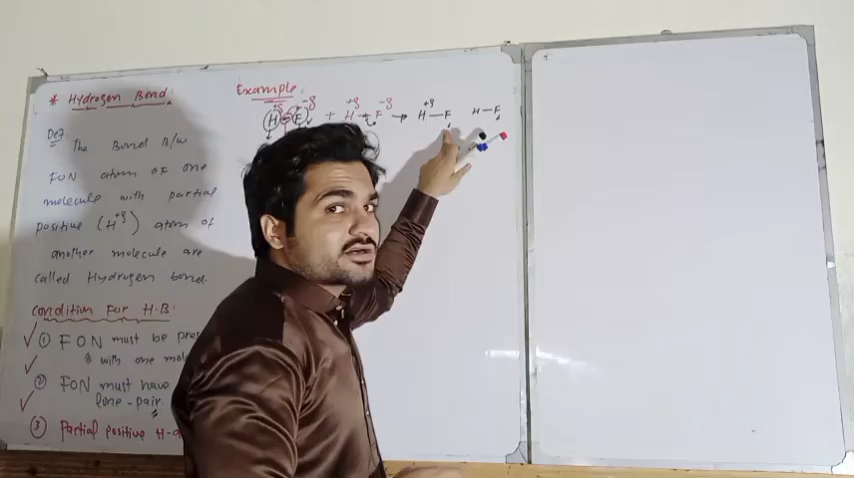 * Hydrogen Bond:
Def The Bond B/w
FON atom of one
molecule with partial
positive (H+δ) atom of
another molecule are
called Hydrogen bond.
Condition For H.B:
① FON must be pres
with one mol
② FON must have
lone-pair.
③ Partial positive H-a
Example:
+δ -δ +δ -δ +δ
H F + H F → H — F H — F